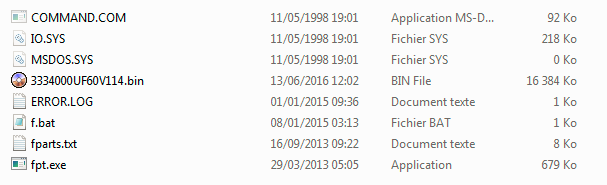 COMMAND.COM 11/05/1998 19:01 Application MS-D... 92 Ko
IO.SYS 11/05/1998 19:01 Fichier SYS 218 Ko
MSDOS.SYS 11/05/1998 19:01 Fichier SYS 0 Ko
3334000UF60V114.bin 13/06/2016 12:02 BIN File 16 384 Ko
ERROR.LOG 01/01/2015 09:36 Document texte 1 Ko
f.bat 08/01/2015 03:13 Fichier BAT 1 Ko
fparts.txt 16/09/2013 09:22 Document texte 8 Ko
fpt.exe 29/03/2013 05:05 Application 679 Ko